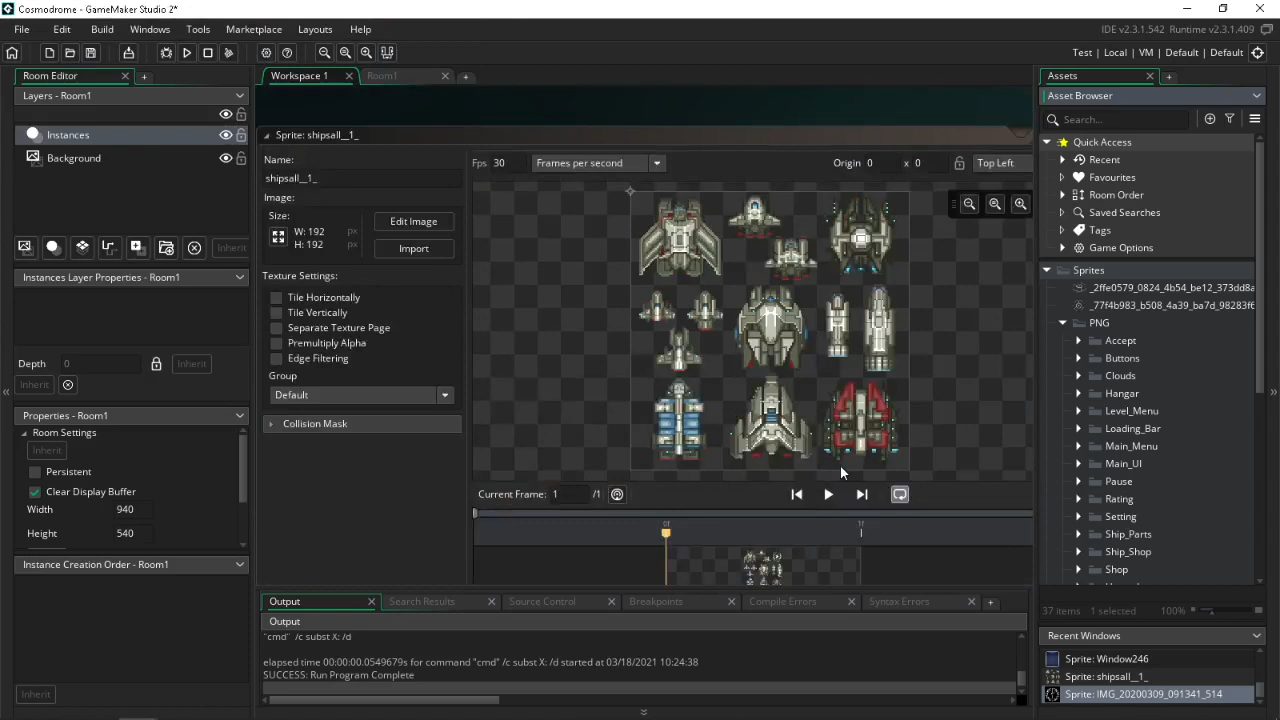 Cosmodrome - GameMaker Studio 2*
File Edit Build Windows Tools Marketplace Layouts Help
IDE v2.3.1.542 Runtime v2.3.1.409
Test | Local | VM | Default | Default
Room Editor
Workspace 1
Room1
Assets
Layers - Room1
Asset Browser
Search...
Instances
Background
Inherit
Sprite: shipsall__1_
Name:
shipsall__1_
Image:
Size:
W: 192 px
H: 192 px
Edit Image
Import
Fps 30 Frames per second
Origin 0 x 0 Top Left
Texture Settings:
Tile Horizontally
Tile Vertically
Separate Texture Page
Premultiply Alpha
Edge Filtering
Group
Default
Collision Mask
Current Frame: 1 /1
0f
1f
Instances Layer Properties - Room1
Depth 0 Inherit
Inherit
Properties - Room1
Room Settings
Inherit
Persistent
Clear Display Buffer
Width 940
Height 540
Instance Creation Order - Room1
Inherit
Output
Search Results
Source Control
Breakpoints
Compile Errors
Syntax Errors
Output
"cmd" /c subst X: /d
elapsed time 00:00:00.0549679s for command "cmd" /c subst X: /d started at 03/18/2021 10:24:38
SUCCESS: Run Program Complete
Quick Access
Recent
Favourites
Room Order
Saved Searches
Tags
Game Options
Sprites
_2ffe0579_0824_4b54_be12_373dd8a
_77f4b983_b508_4a39_ba7d_98283f6
PNG
Accept
Buttons
Clouds
Hangar
Level_Menu
Loading_Bar
Main_Menu
Main_UI
Pause
Rating
Setting
Ship_Parts
Ship_Shop
Shop
37 items 1 selected 100%
Recent Windows
Sprite: Window246
Sprite: shipsall__1_
Sprite: IMG_20200309_091341_514